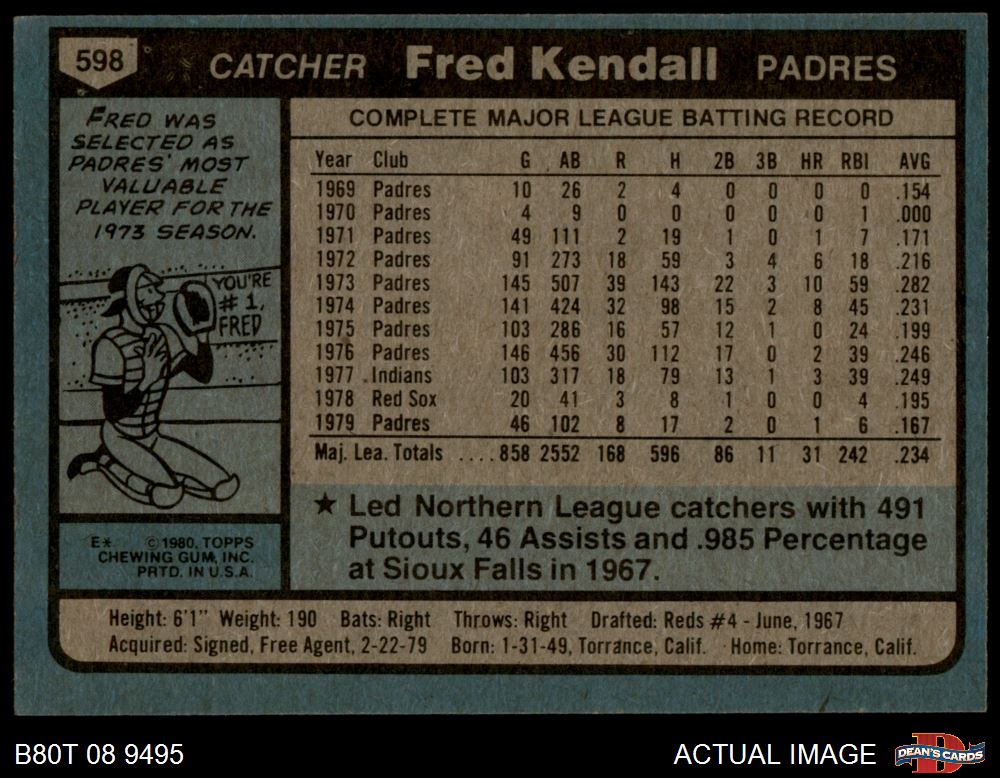 598 CATCHER Fred Kendall PADRES
FRED WAS
SELECTED AS
PADRES' MOST
VALUABLE
PLAYER FOR THE
1973 SEASON.
YOU'RE
# 1,
FRED
E* ©1980, TOPPS
CHEWING GUM, INC.
PRTD. IN U.S.A.
COMPLETE MAJOR LEAGUE BATTING RECORD
Year Club G AB R H 2B 3B HR RBI AVG
1969 Padres 10 26 2 4 0 0 0 0 .154
1970 Padres 4 9 0 0 0 0 0 1 .000
1971 Padres 49 111 2 19 1 0 1 7 .171
1972 Padres 91 273 18 59 3 4 6 18 .216
1973 Padres 145 507 39 143 22 3 10 59 .282
1974 Padres 141 424 32 98 15 2 8 45 .231
1975 Padres 103 286 16 57 12 1 0 24 .199
1976 Padres 146 456 30 112 17 0 2 39 .246
1977 Indians 103 317 18 79 13 1 3 39 .249
1978 Red Sox 20 41 3 8 1 0 0 4 .195
1979 Padres 46 102 8 17 2 0 1 6 .167
Maj. Lea. Totals ....858 2552 168 596 86 11 31 242 .234
★ Led Northern League catchers with 491
Putouts, 46 Assists and .985 Percentage
at Sioux Falls in 1967.
Height: 6'1" Weight: 190 Bats: Right Throws: Right Drafted: Reds #4 - June, 1967
Acquired: Signed, Free Agent, 2-22-79 Born: 1-31-49, Torrance, Calif. Home: Torrance, Calif.
B80T 08 9495 ACTUAL IMAGE DEAN'S CARDS